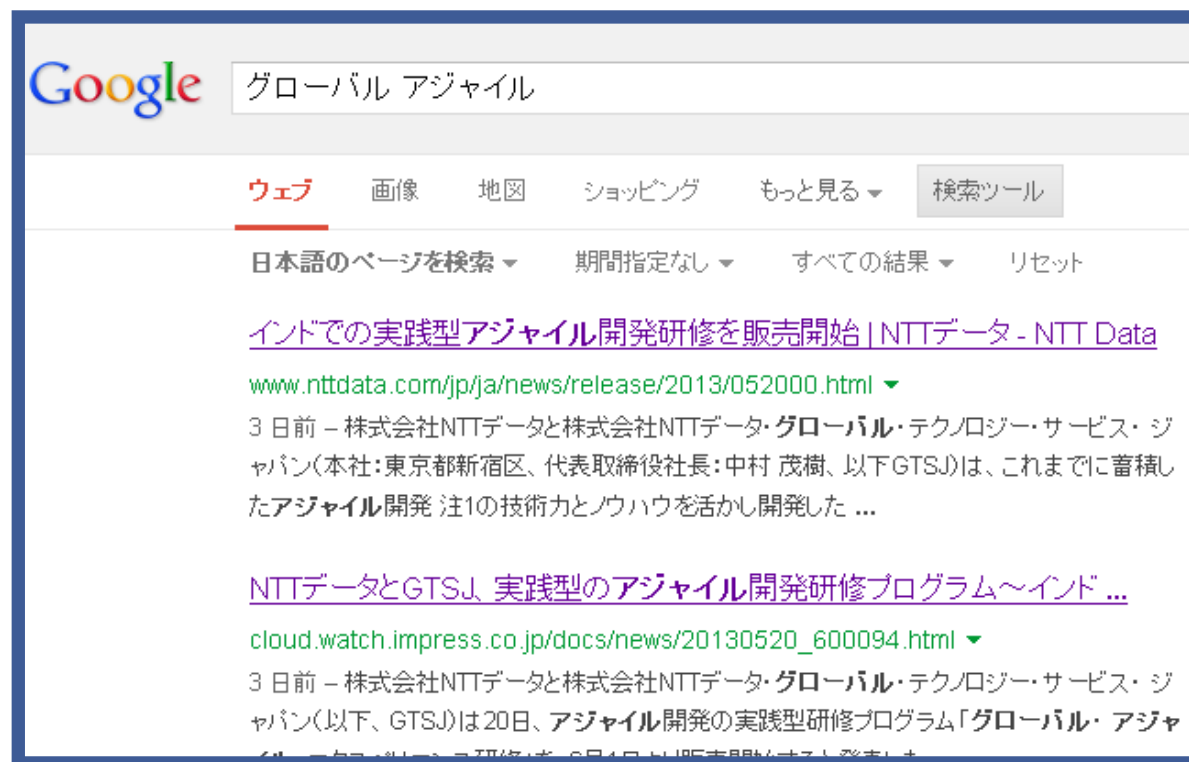 Google グローバル アジャイル
ウェブ 画像 地図 ショッピング もっと見る 検索ツール
日本語のページを検索 期間指定なし すべての結果 リセット
インドでの実践型アジャイル開発研修を販売開始 | NTTデータ - NTT Data
www.nttdata.com/jp/ja/news/release/2013/052000.html
3 日前 – 株式会社NTTデータと株式会社NTTデータ・グローバル・テクノロジー・サービス・ ジ
ャパン(本社:東京都新宿区、代表取締役社長:中村 茂樹、以下GTSJ)は、これまでに蓄積し
たアジャイル開発 注1の技術力とノウハウを活かし開発した ...
NTTデータとGTSJ、実践型のアジャイル開発研修プログラム～インド ...
cloud.watch.impress.co.jp/docs/news/20130520_600094.html
3 日前 – 株式会社NTTデータと株式会社NTTデータ・グローバル・テクノロジー・サービス・ ジ
ャパン(以下、GTSJ)は20日、アジャイル開発の実践型研修プログラム「グローバル・ アジャ